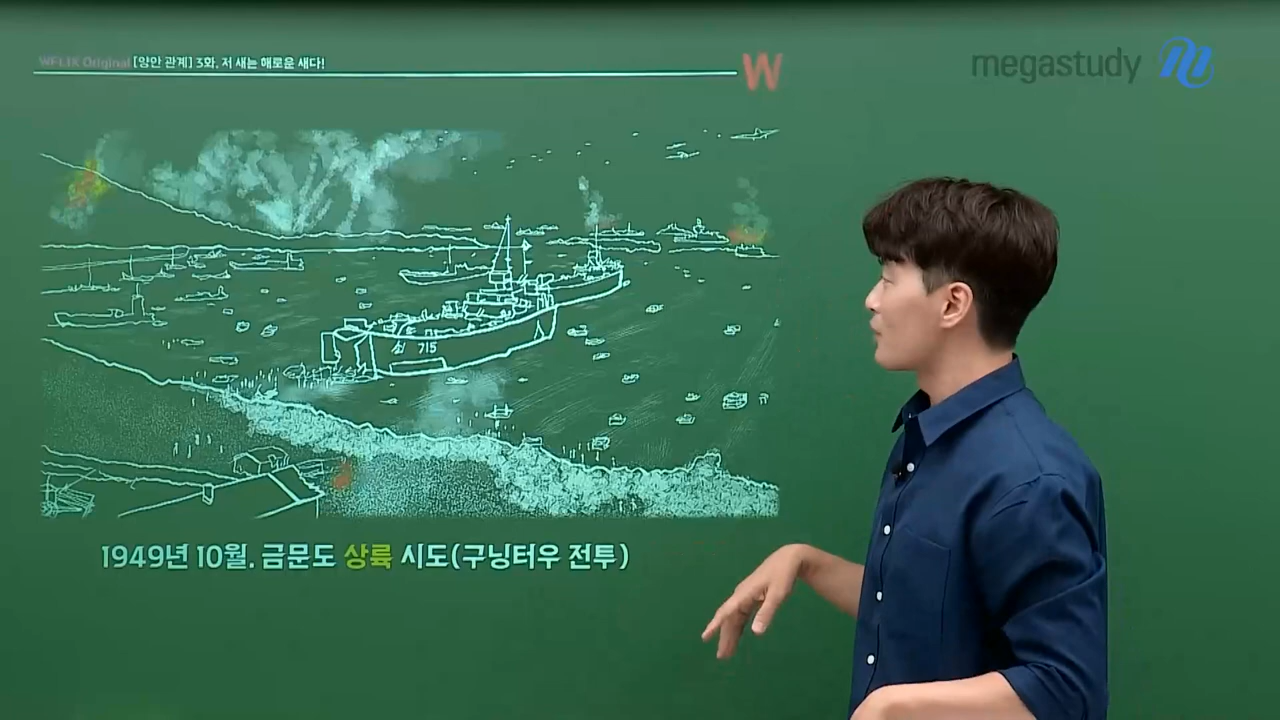 WFLIX Original [양안 관계] 3화. 저 새는 해로운 새다!
W
megastudy
715
1949년 10월. 금문도 상륙 시도(구닝터우 전투)